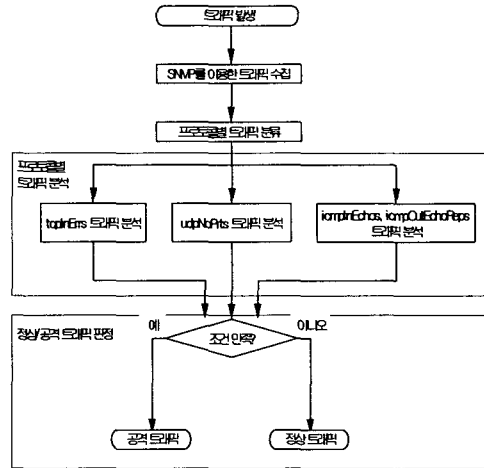 트래픽 발생
SNMP를 이용한 트래픽 수집
프로토콜별 트래픽 분류
프로토콜별
트래픽 분석
tcpInErrs 트래픽 분석
udpNoPorts 트래픽 분석
icmpInEchos, icmpOutEchoReps
트래픽 분석
정상/공격 트래픽 판정
예
아니오
조건 만족?
공격 트래픽
정상 트래픽